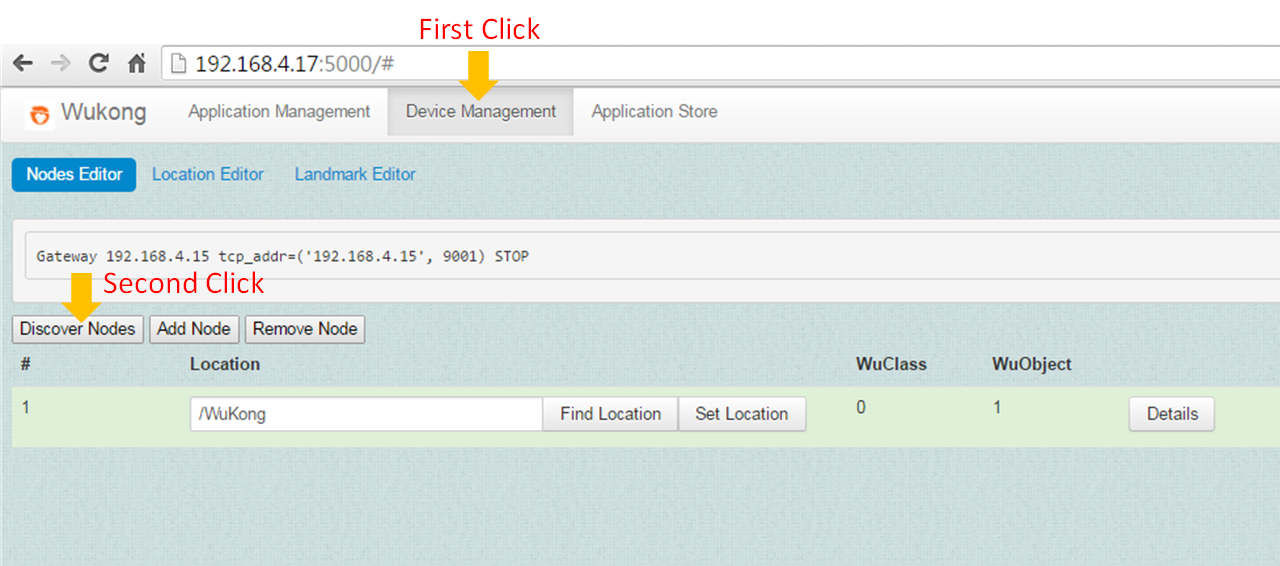 First Click
192.168.4.17:5000/#
Wukong Application Management Device Management Application Store
Nodes Editor Location Editor Landmark Editor
Gateway 192.168.4.15 tcp_addr=('192.168.4.15', 9001) STOP
Second Click
Discover Nodes Add Node Remove Node
# Location WuClass WuObject
1 /WuKong Find Location Set Location 0 1 Details